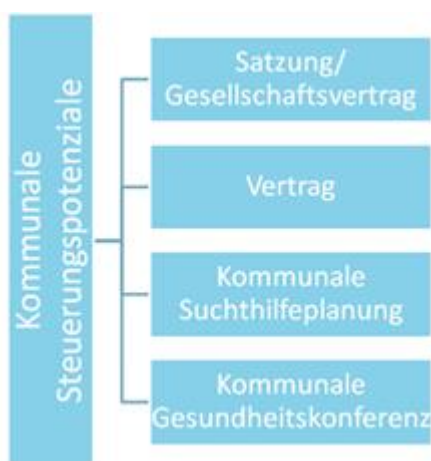 Kommunale
Steuerungspotenziale
Satzung/
Gesellschaftsvertrag
Vertrag
Kommunale
Suchthilfeplanung
Kommunale
Gesundheitskonferenz